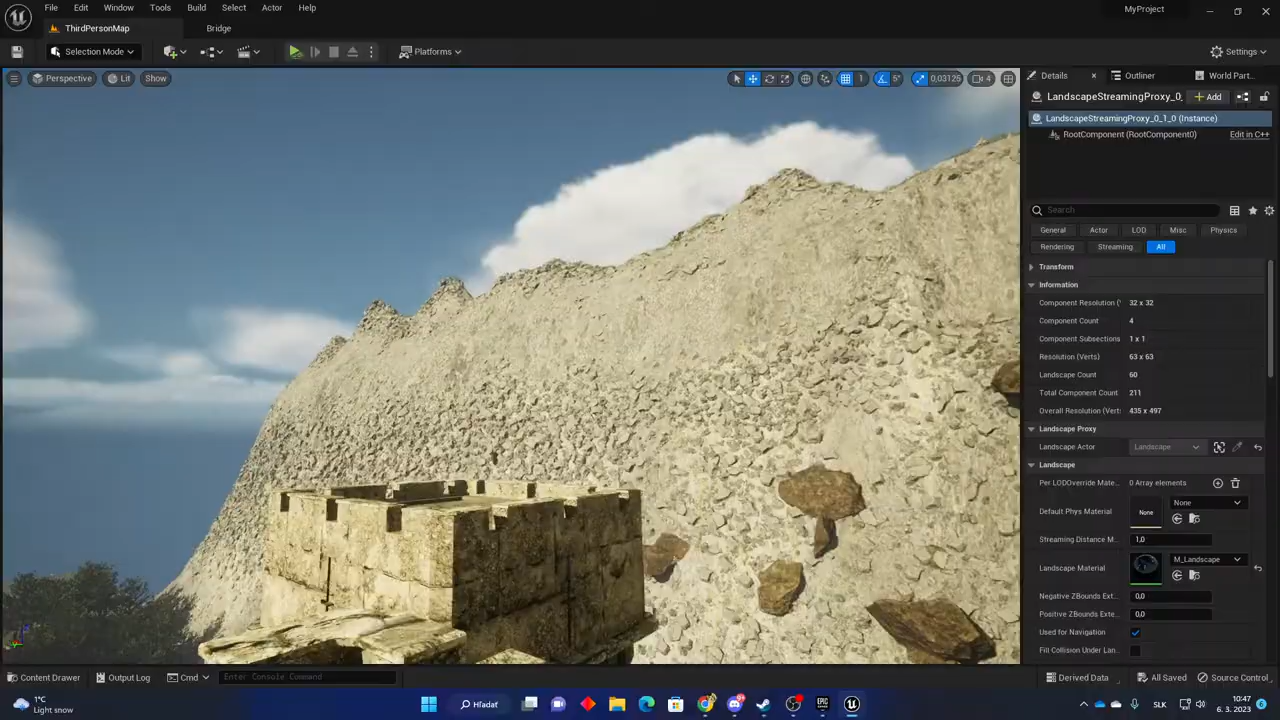 File Edit Window Tools Build Select Actor Help
MyProject
ThirdPersonMap
Bridge
Selection Mode
Platforms
Settings
Perspective Lit Show
1 5° 0,03125 4
Details Outliner World Part...
LandscapeStreamingProxy_0_
Add
LandscapeStreamingProxy_0_1_0 (Instance)
RootComponent (RootComponent0) Edit in C++
Search
General Actor LOD Misc Physics
Rendering Streaming All
Transform
Information
Component Resolution (
32 x 32
Component Count 4
Component Subsections 1 x 1
Resolution (Verts) 63 x 63
Landscape Count 60
Total Component Count 211
Overall Resolution (Vert 435 x 497
Landscape Proxy
Landscape Actor Landscape
Landscape
Per LODOverride Mate... 0 Array elements
None
Default Phys Material None
Streaming Distance M... 1,0
M_Landscape
Landscape Material
Negative ZBounds Ext... 0,0
Positive ZBounds Exte... 0,0
Used for Navigation
Fill Collision Under Lan...
Content Drawer Output Log Cmd Enter Console Command
Derived Data All Saved Source Control
1°C
Light snow
Hľadať
SLK
10:47
6. 3. 2023